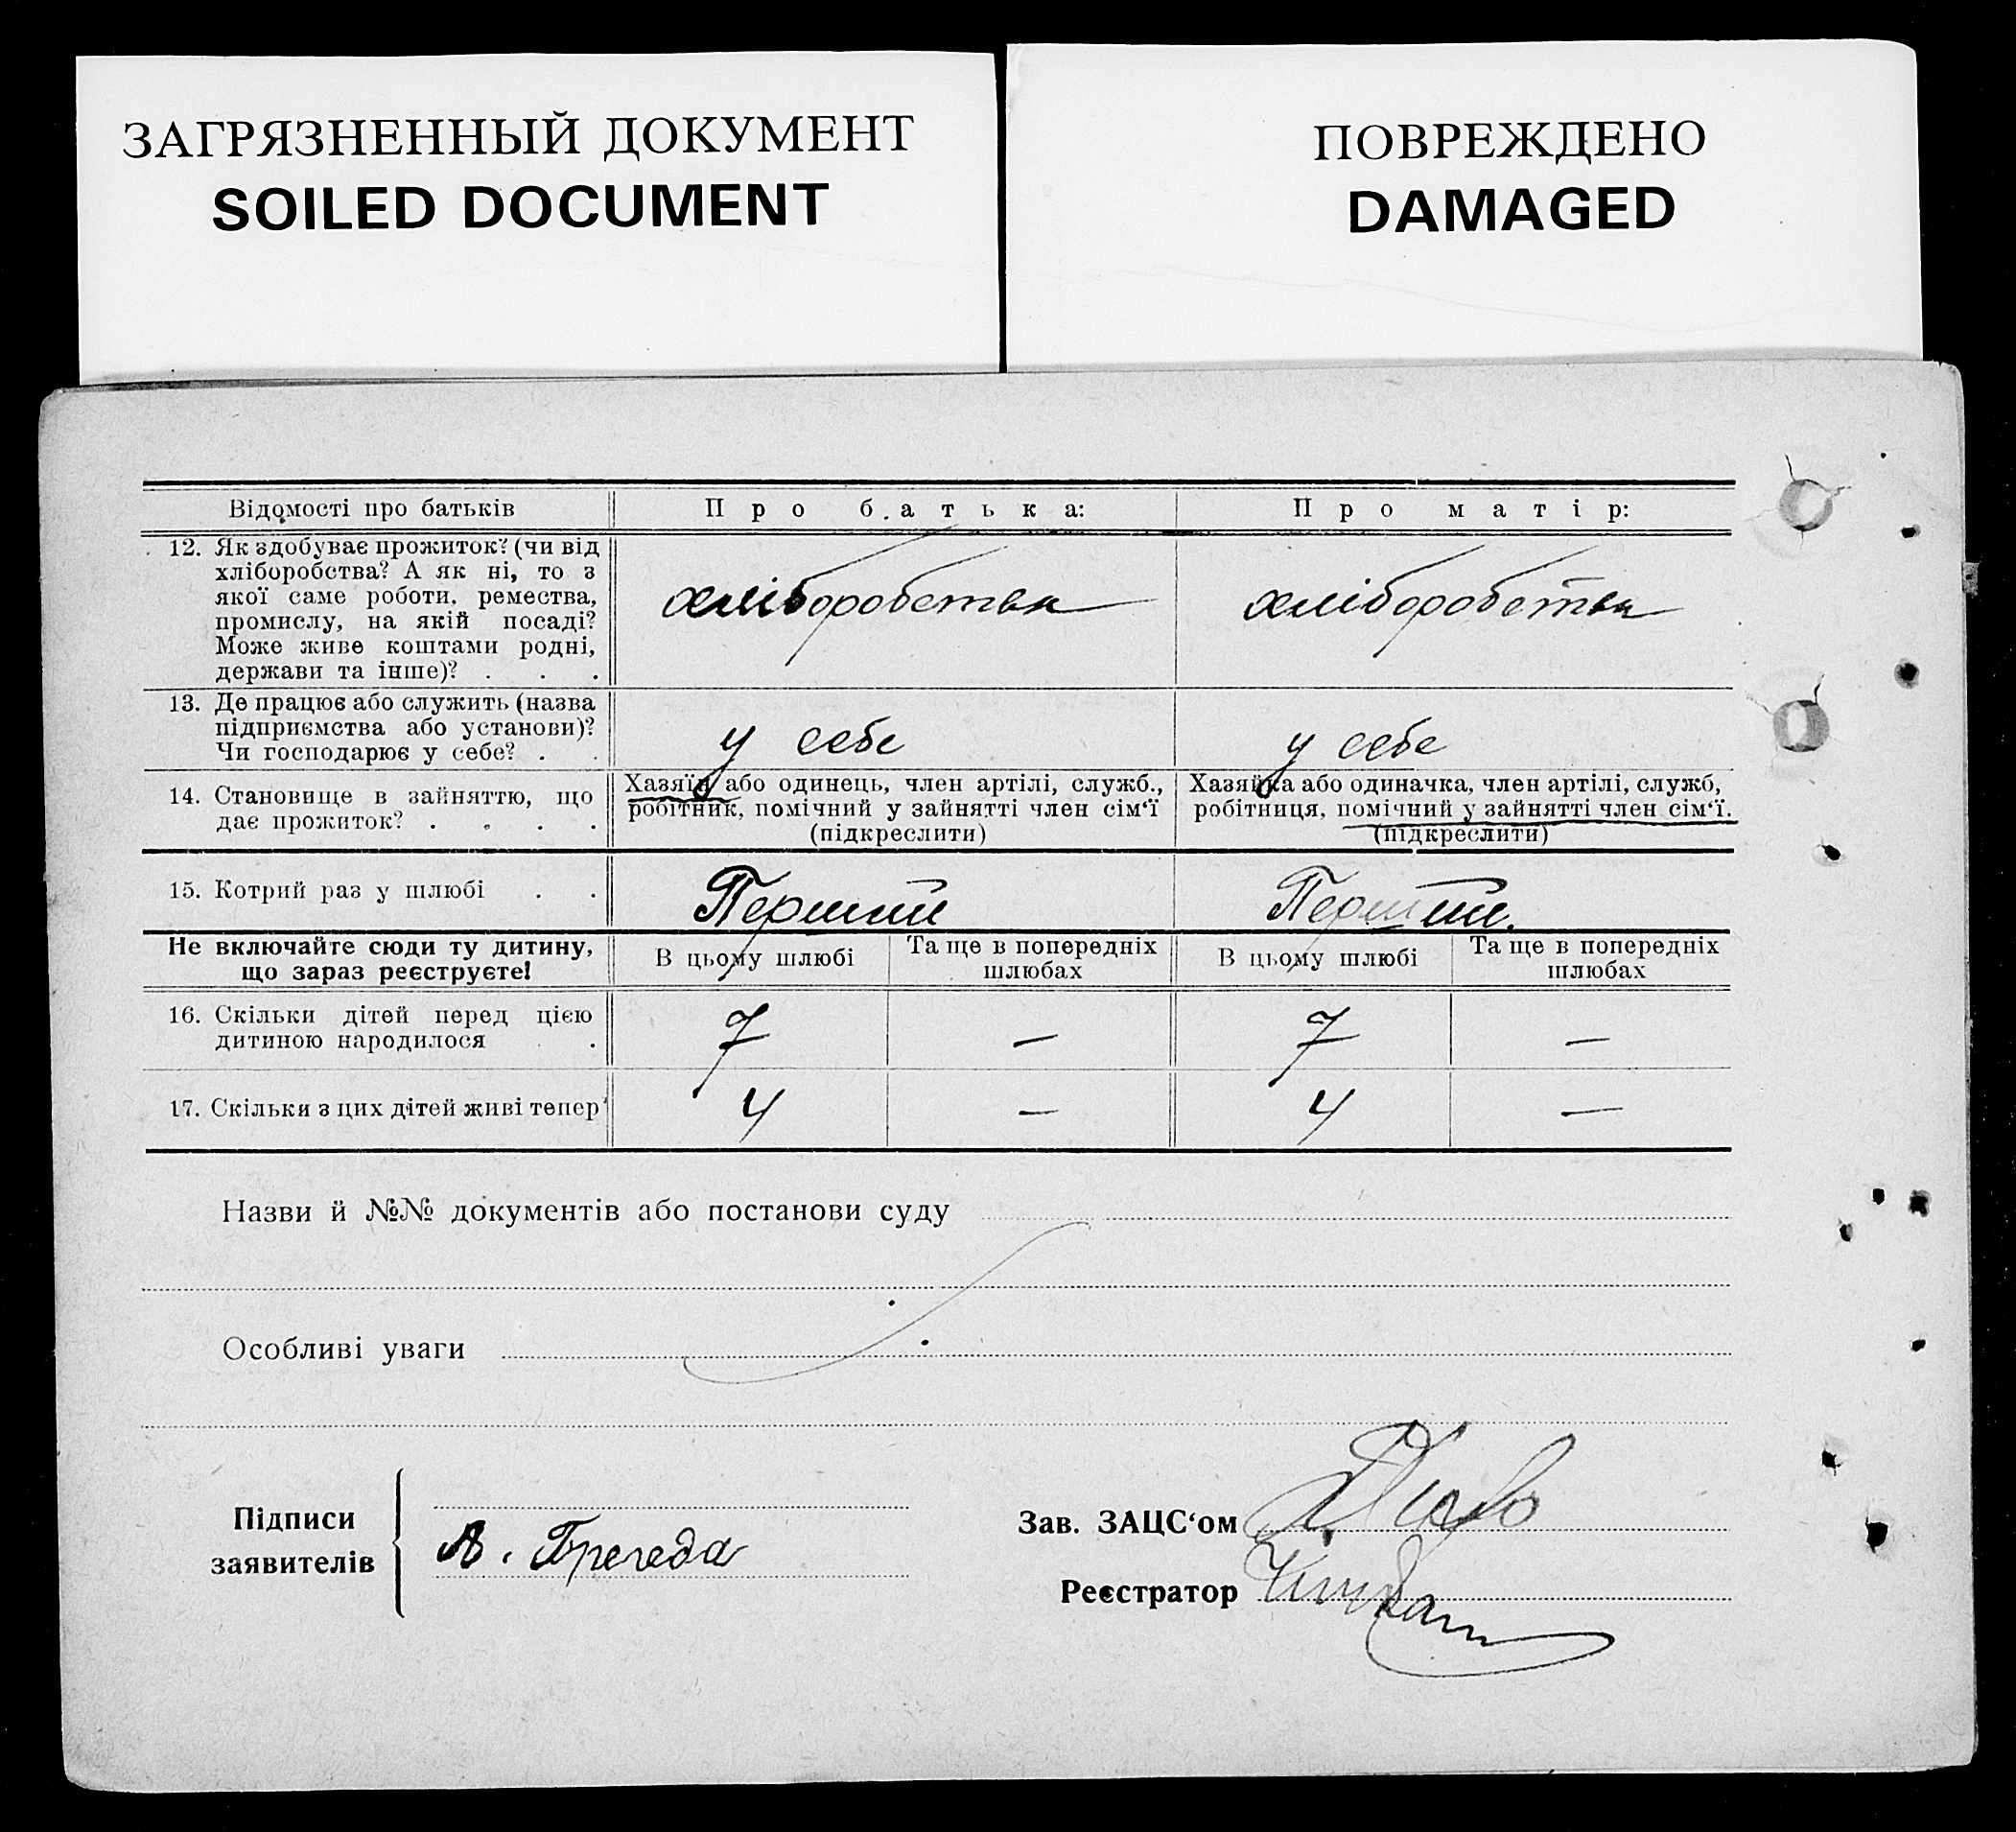 ЗАГРЯЗНЕННЫЙ ДОКУМЕНТ
SOILED DOCUMENT
ПОВРЕЖДЕНО
DAMAGED
Відомості про батьків
Про батька:
Про матір:
12. Як здобуває прожиток? (чи від
хліборобства? А як ні, то з
якої саме роботи, ремества,
промислу, на якій посаді?
Може живе коштами родні,
держави та інше)? . . .
хліборобства
хліборобства
13. Де працює або служить (назва
підприємства або установи)?
Чи господарює у себе? . .
у себе
у себе
14. Становище в зайняттю, що
дає прожиток? . . . .
Хазяїн або одинець, член артілі, служб.,
робітник, помічний у зайнятті член сім‘ї
(підкреслити)
Хазяйка або одиначка, член артілі, служб,
робітниця, помічний у зайнятті член сім‘ї.
(підкреслити)
15. Котрий раз у шлюбі . .
Перший
Перший.
Не включайте сюди ту дитину,
що зараз реєструєте!
В цьому шлюбі
Та ще в попередніх
шлюбах
В цьому шлюбі
Та ще в попередніх
шлюбах
16. Скільки дітей перед цією
дитиною народилося . .
7
—
7
—
17. Скільки з цих дітей живі тепер
4
—
4
—
Назви й №№ документів або постанови суду
Особливі уваги
Підписи
заявителів
А.
Зав. ЗАЦС‘ом
Реєстратор